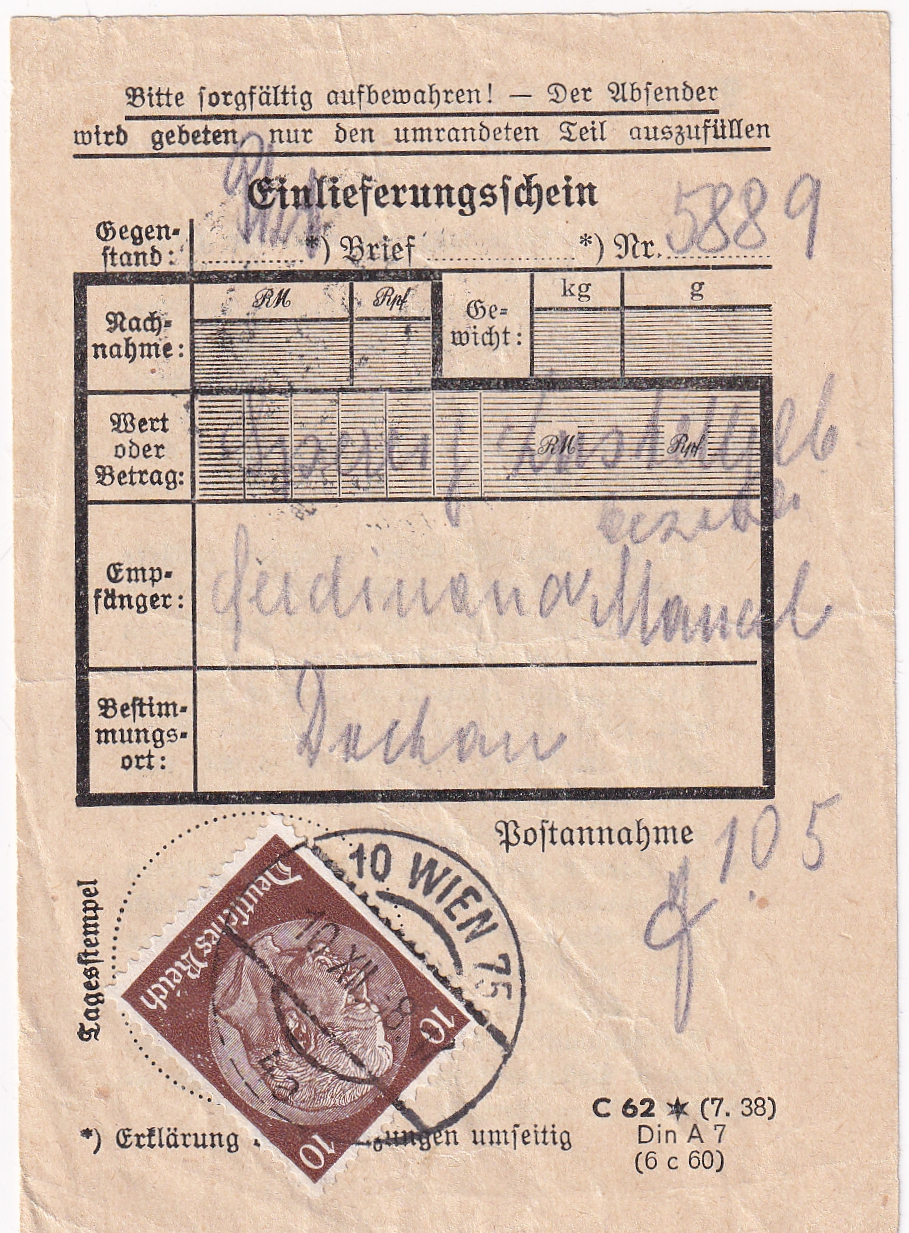 Bitte sorgfältig aufbewahren! — Der Absender
wird gebeten, nur den umrandeten Teil auszufüllen
Einlieferungsschein
Gegen-
stand: *) Brief *) Nr. 5889
Nach-
nahme: RM Rpf
Ge-
wicht: kg g
Wert
oder
Betrag: RM Rpf
Emp-
fänger: Ferdinand
Bestim-
mungs-
ort: Dachau
Postannahme
105
Tagesstempel
10 WIEN 75
10.XII
Deutsches Reich
10
10
*) Erklärung umseitig
C 62 ★ (7. 38)
Din A 7
(6 c 60)